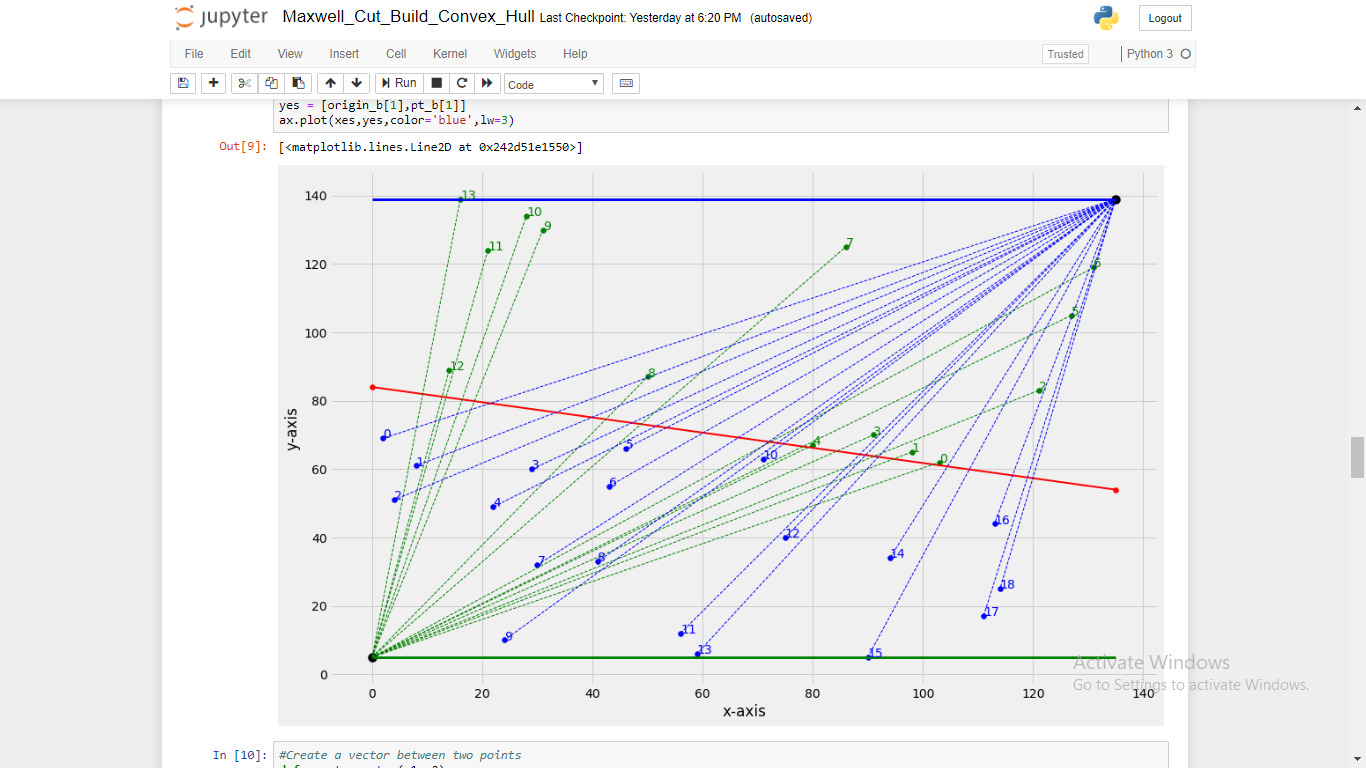 jupyter Maxwell_Cut_Build_Convex_Hull Last Checkpoint: Yesterday at 6:20 PM (autosaved) Logout
File Edit View Insert Cell Kernel Widgets Help Trusted Python 3
Run Code
yes = [origin_b[1],pt_b[1]]
ax.plot(xes,yes,color='blue',lw=3)
Out[9]: [<matplotlib.lines.Line2D at 0x242d51e1550>]
140 13
10
9
11
7
120 6
5
100
12 8
2
80
0 3
4
5 1
10 0
1
60 3
6
2
4
16
40 12
14
7 8
18
20 17
11
9
13 15
0
0 20 40 60 80 100 120 140
x-axis
y-axis
Activate Windows
Go to Settings to activate Windows.
In [10]: #Create a vector between two points